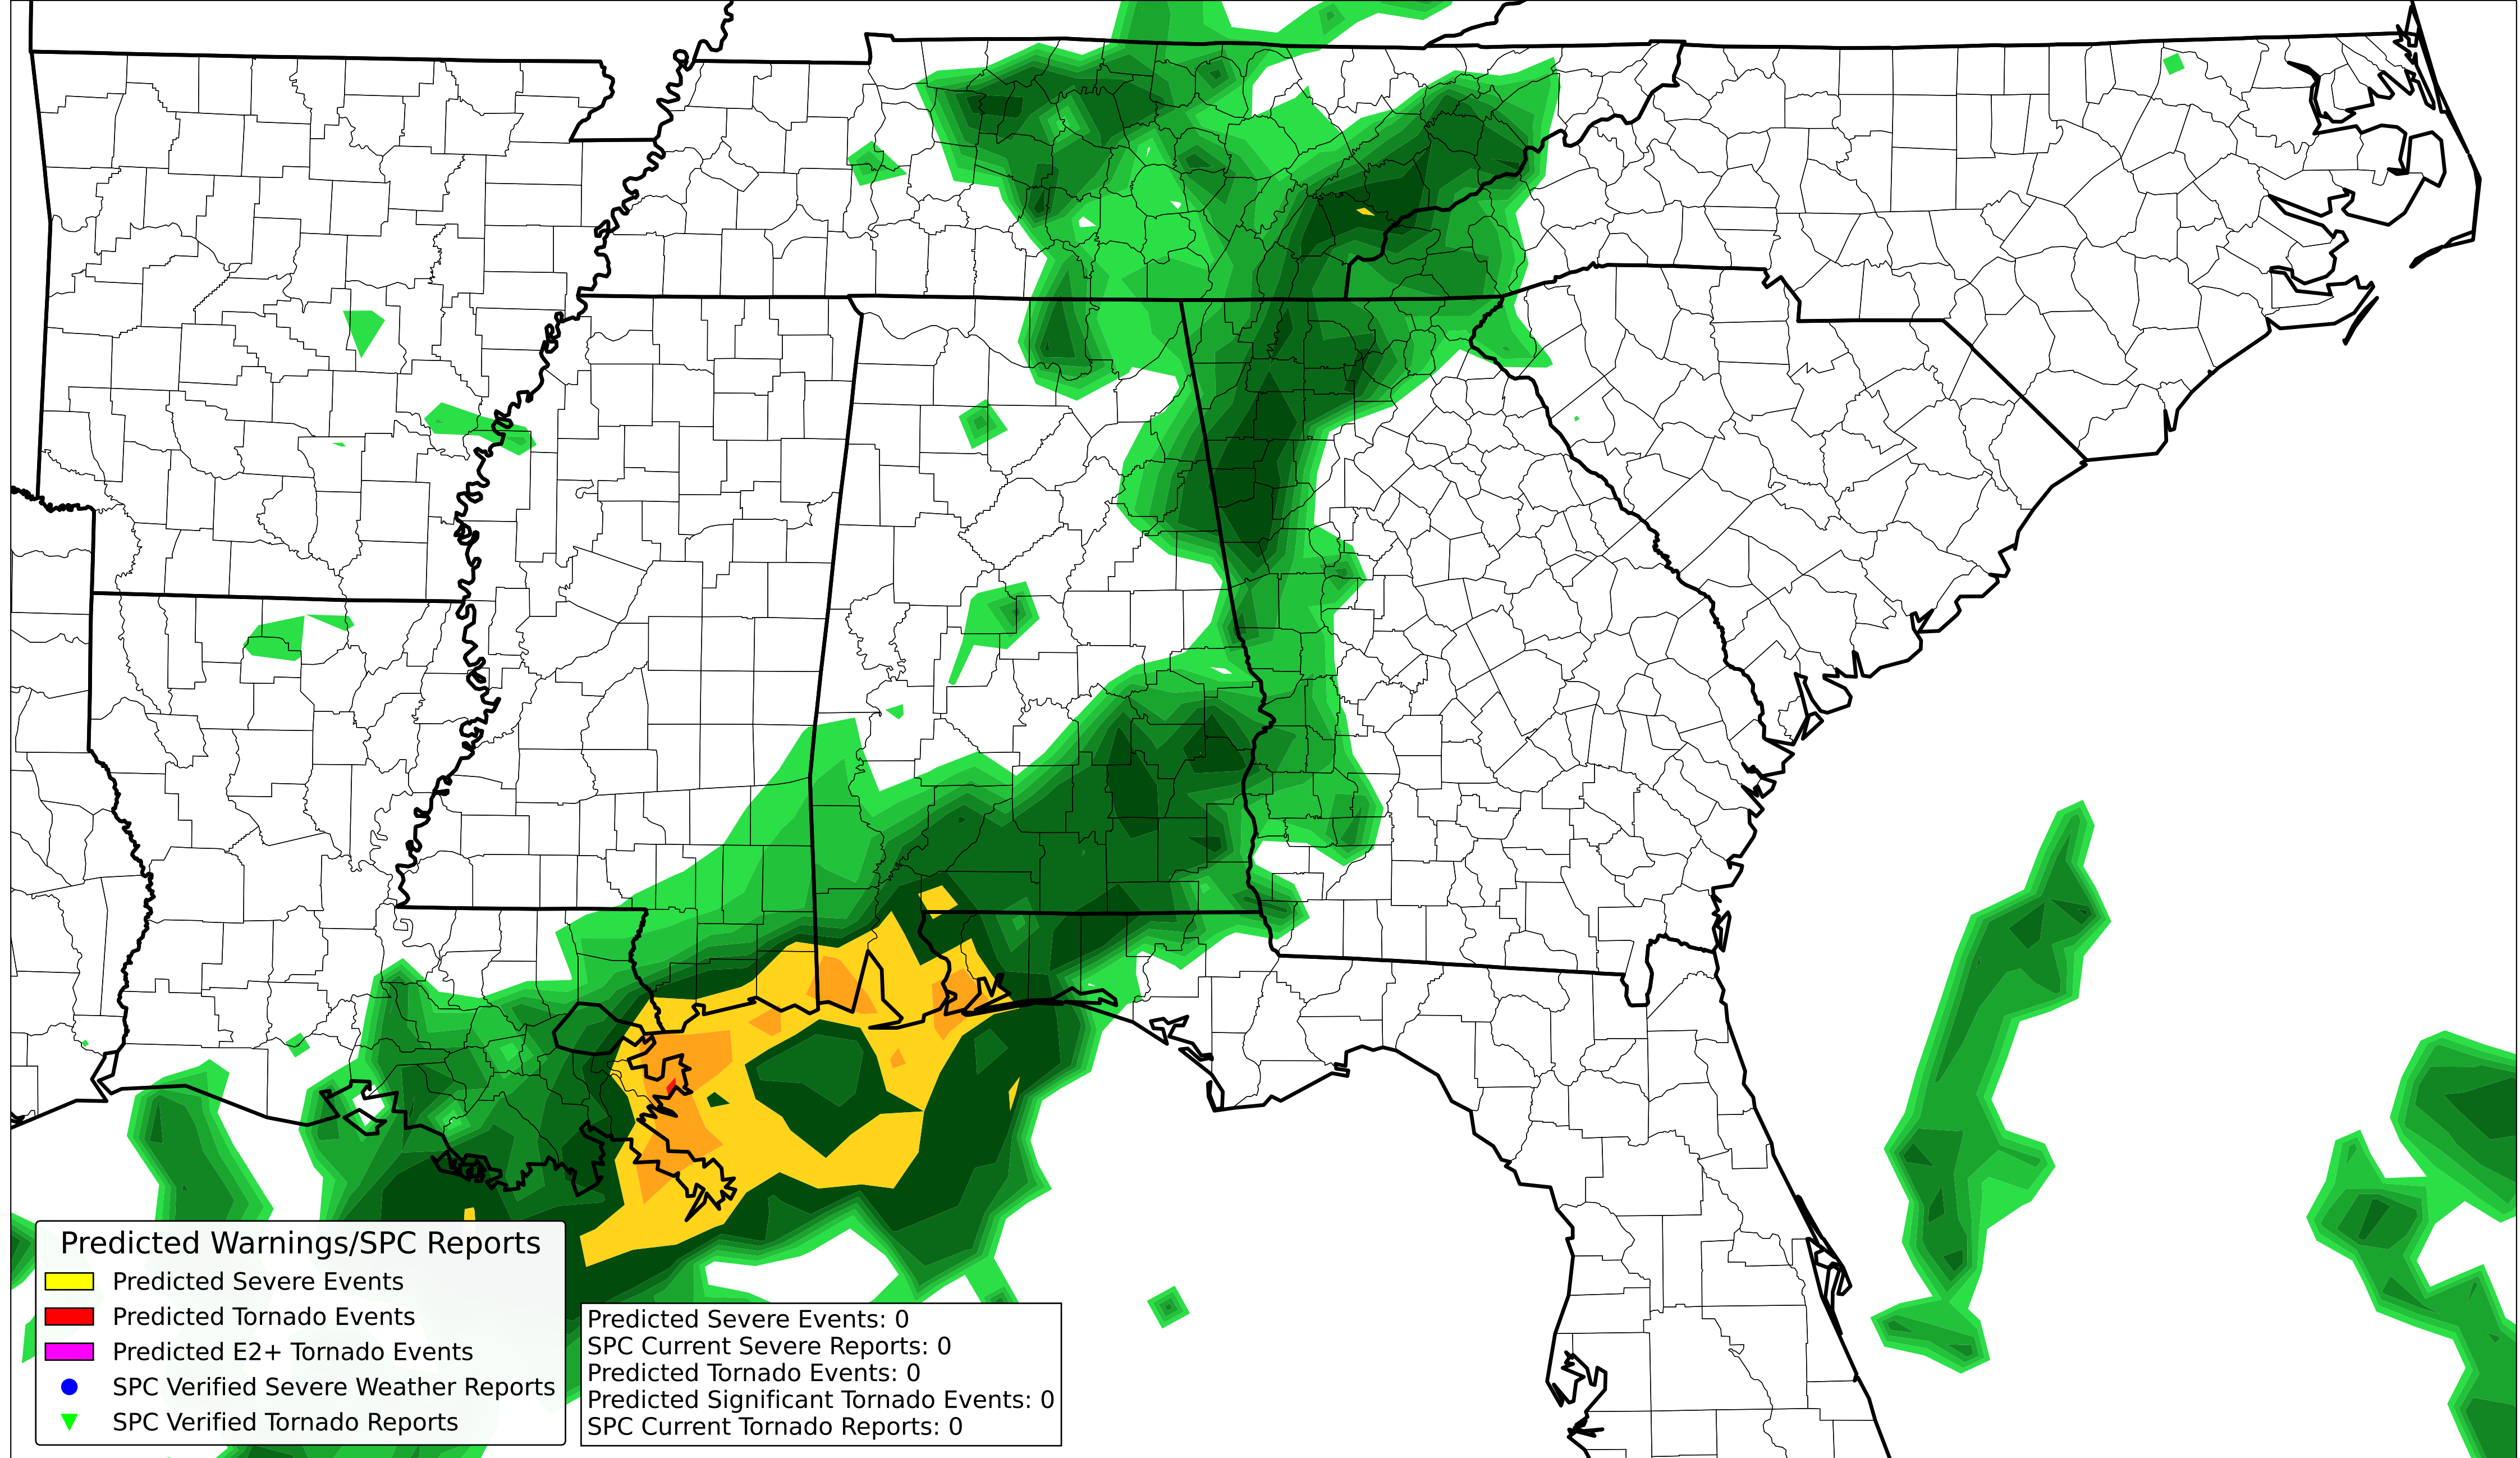 Predicted Warnings/SPC Reports
Predicted Severe Events
Predicted Tornado Events
Predicted E2+ Tornado Events
SPC Verified Severe Weather Reports
SPC Verified Tornado Reports
Predicted Severe Events: 0
SPC Current Severe Reports: 0
Predicted Tornado Events: 0
Predicted Significant Tornado Events: 0
SPC Current Tornado Reports: 0